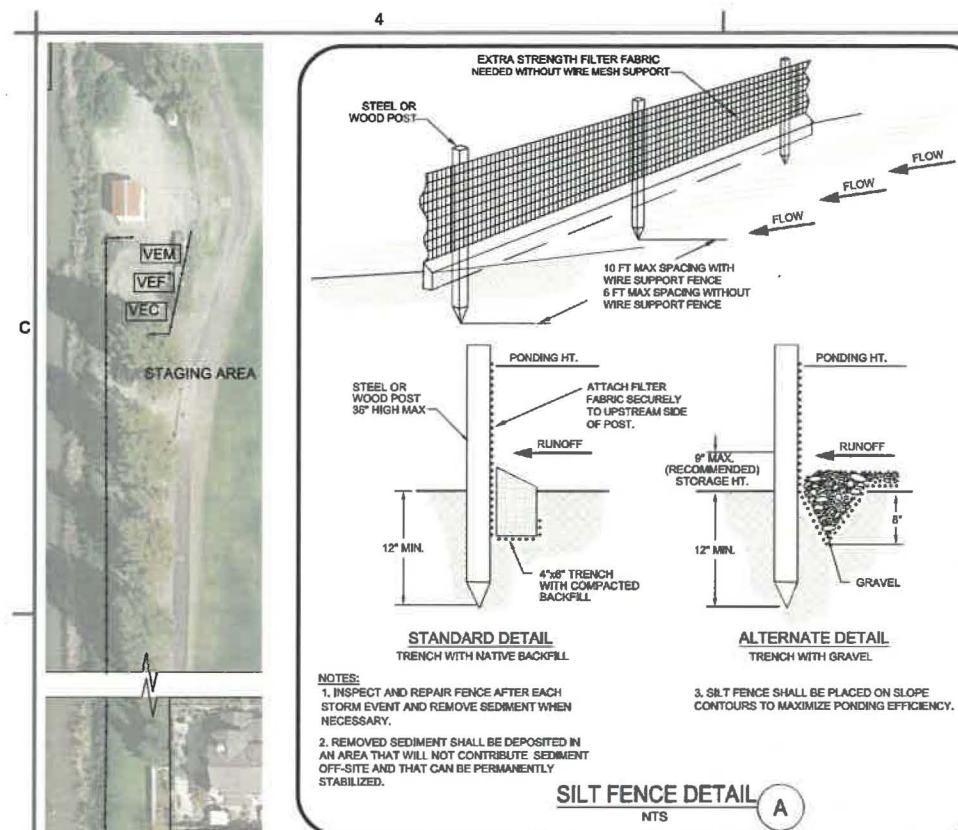 4
C
VEM
VEF
VEC
STAGING AREA
EXTRA STRENGTH FILTER FABRIC
NEEDED WITHOUT WIRE MESH SUPPORT
STEEL OR
WOOD POST
FLOW
FLOW
FLOW
10 FT MAX SPACING WITH
WIRE SUPPORT FENCE
6 FT MAX SPACING WITHOUT
WIRE SUPPORT FENCE
PONDING HT.
STEEL OR
WOOD POST
36" HIGH MAX
ATTACH FILTER
FABRIC SECURELY
TO UPSTREAM SIDE
OF POST.
RUNOFF
12" MIN.
4"x6" TRENCH
WITH COMPACTED
BACKFILL
STANDARD DETAIL
TRENCH WITH NATIVE BACKFILL
PONDING HT.
RUNOFF
9" MAX.
(RECOMMENDED)
STORAGE HT.
12" MIN.
8"
GRAVEL
ALTERNATE DETAIL
TRENCH WITH GRAVEL
NOTES:
1. INSPECT AND REPAIR FENCE AFTER EACH
STORM EVENT AND REMOVE SEDIMENT WHEN
NECESSARY.
2. REMOVED SEDIMENT SHALL BE DEPOSITED IN
AN AREA THAT WILL NOT CONTRIBUTE SEDIMENT
OFF-SITE AND THAT CAN BE PERMANENTLY
STABILIZED.
3. SILT FENCE SHALL BE PLACED ON SLOPE
CONTOURS TO MAXIMIZE PONDING EFFICIENCY.
SILT FENCE DETAIL
NTS
A